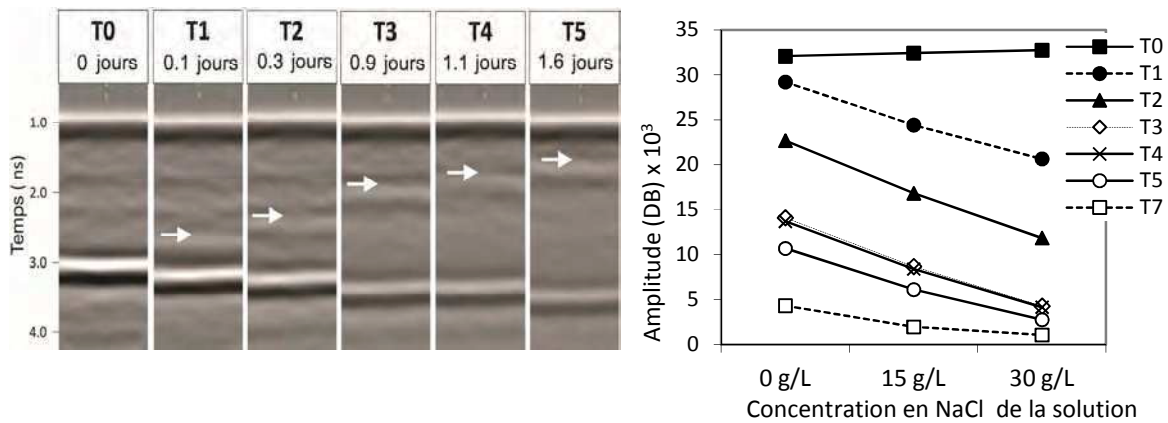 T0 T1 T2 T3 T4 T5
0 jours 0.1 jours 0.3 jours 0.9 jours 1.1 jours 1.6 jours
Temps (ns)
1.0
2.0
3.0
4.0
Amplitude (DB) x 10³
35
30
25
20
15
10
5
0
0 g/L 15 g/L 30 g/L
Concentration en NaCl de la solution
T0
T1
T2
T3
T4
T5
T7